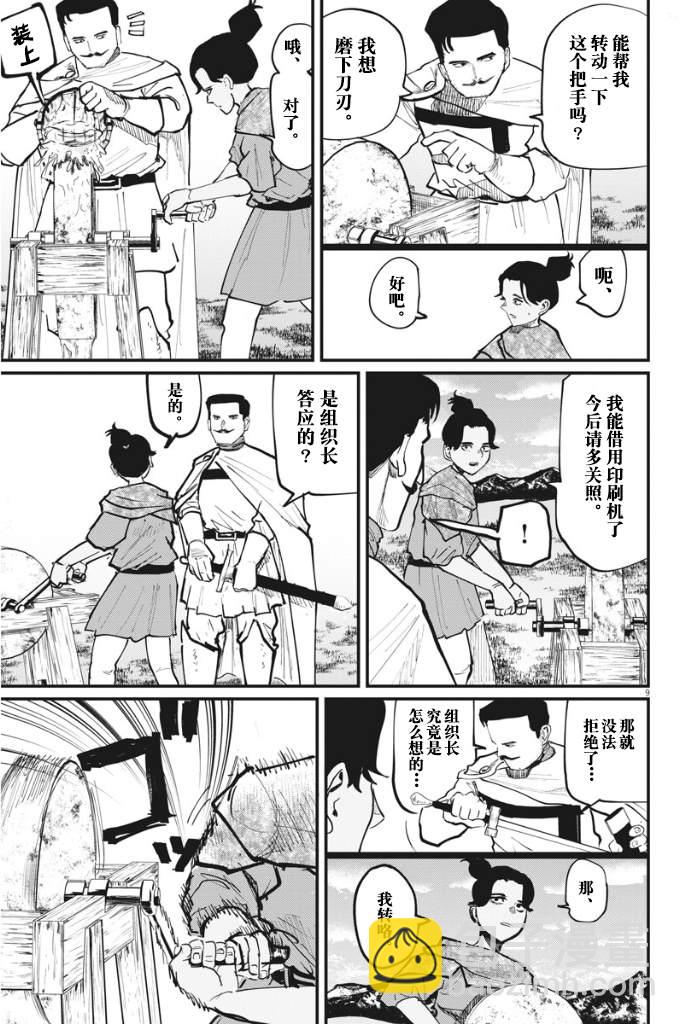 能帮我
转动一下
这个把手吗？
我想
磨下刀刃。
呃、
好吧。
哦、
对了。
装上
我能借用印刷机了
今后请多关照。
！
是组织长
答应的？
是的。
9
那就
没法
拒绝了…
组织长
究竟是
怎么想的…
那、
我转咯